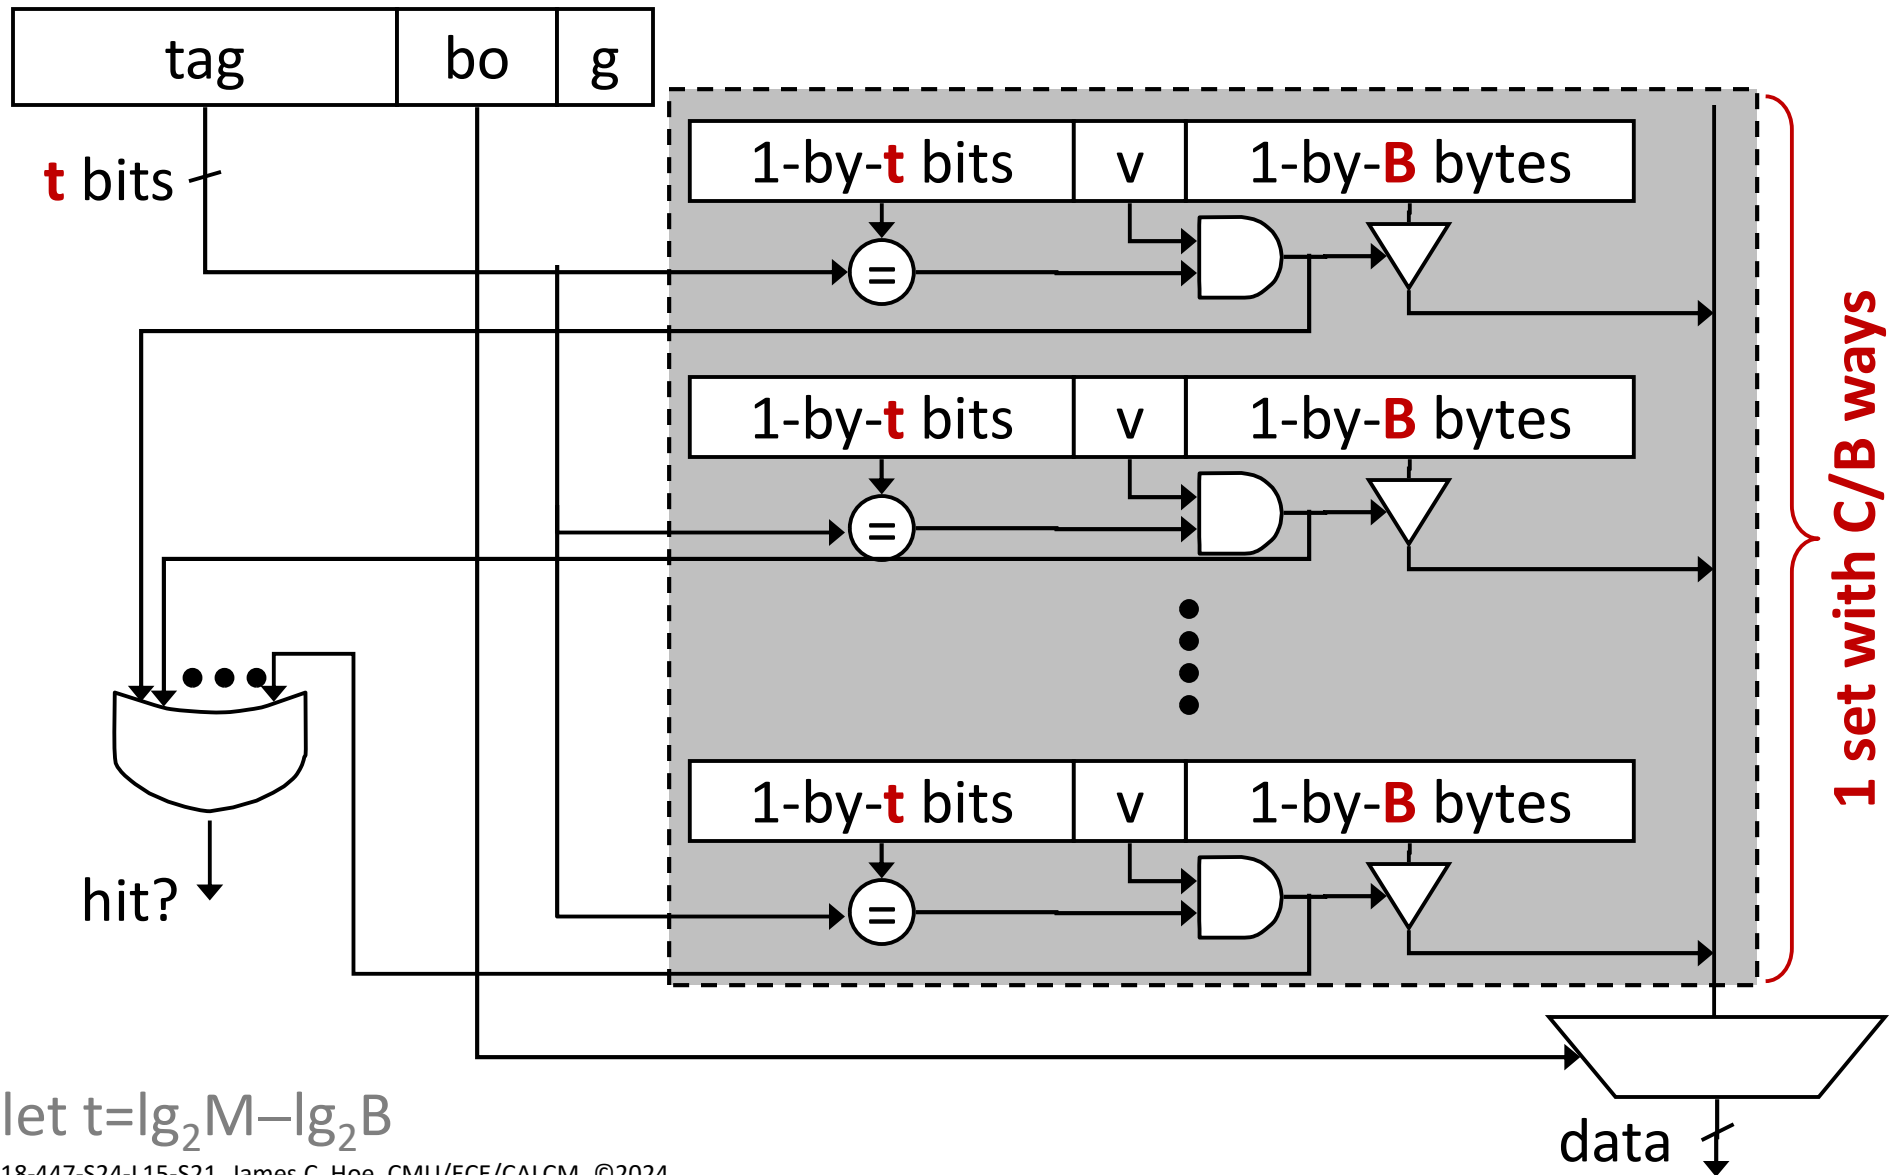 tag bo g
t bits
1-by-t bits v 1-by-B bytes
=
1-by-t bits v 1-by-B bytes
=
1-by-t bits v 1-by-B bytes
=
hit?
1 set with C/B ways
data
let t=lg₂M–lg₂B
18-447-S24-L15-S21, James C. Hoe, CMU/ECE/CALCM, ©2024